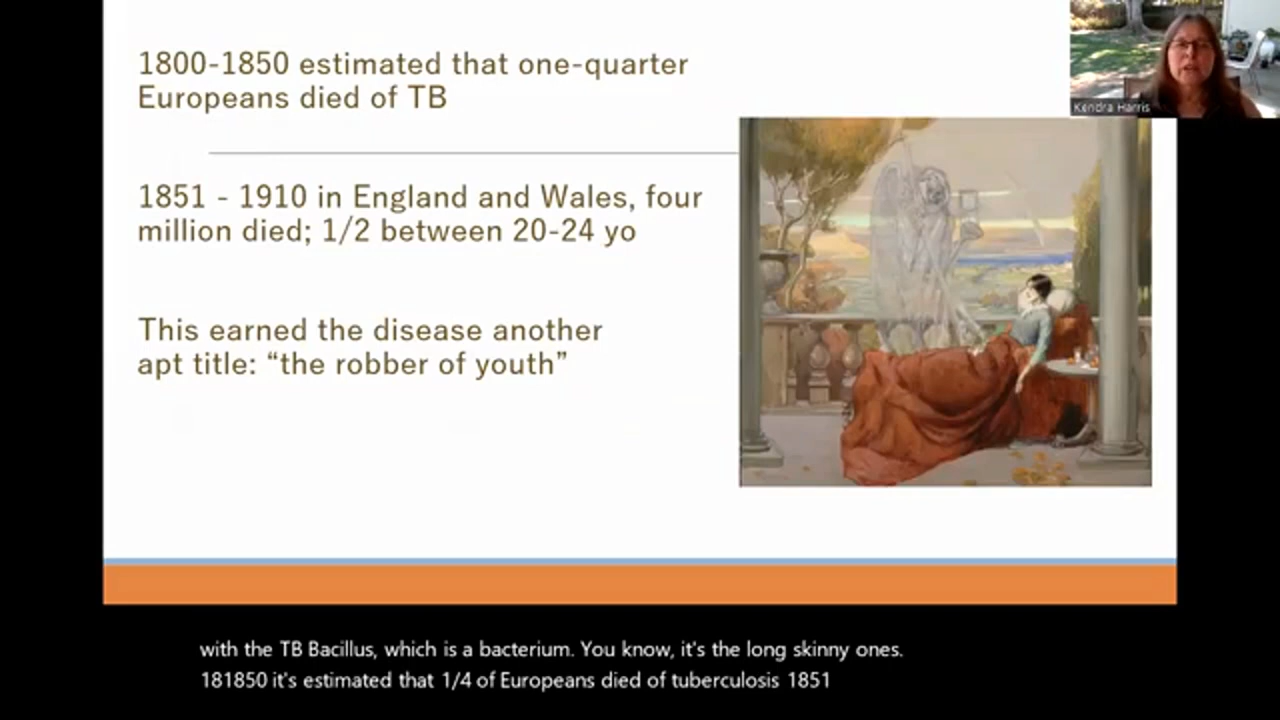 1800-1850 estimated that one-quarter
Europeans died of TB
Kendra Harris
1851 - 1910 in England and Wales, four
million died; 1/2 between 20-24 yo
This earned the disease another
apt title: “the robber of youth”
with the TB Bacillus, which is a bacterium. You know, it's the long skinny ones.
181850 it's estimated that 1/4 of Europeans died of tuberculosis 1851